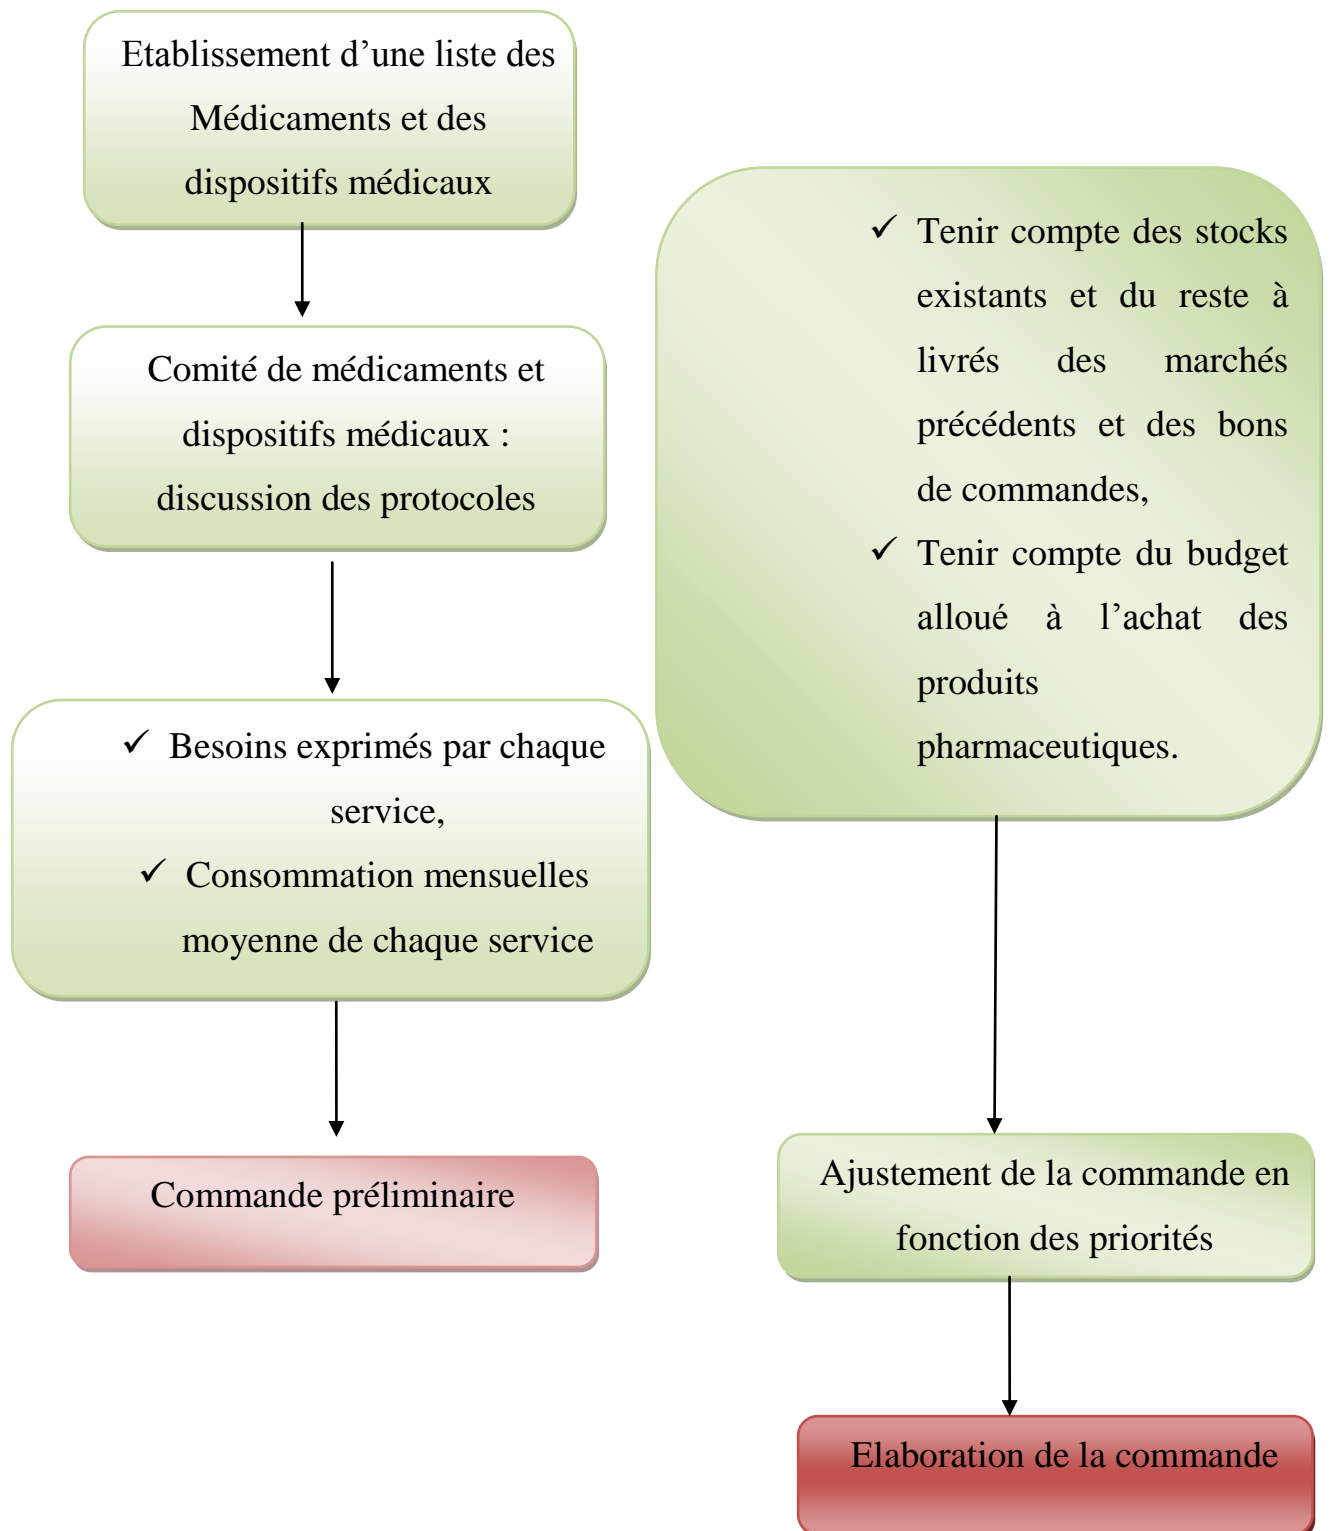 Etablissement d’une liste des
Médicaments et des
dispositifs médicaux
Comité de médicaments et
dispositifs médicaux :
discussion des protocoles
✓ Besoins exprimés par chaque
service,
✓ Consommation mensuelles
moyenne de chaque service
Commande préliminaire
✓ Tenir compte des stocks
existants et du reste à
livrés des marchés
précédents et des bons
de commandes,
✓ Tenir compte du budget
alloué à l’achat des
produits
pharmaceutiques.
Ajustement de la commande en
fonction des priorités
Elaboration de la commande